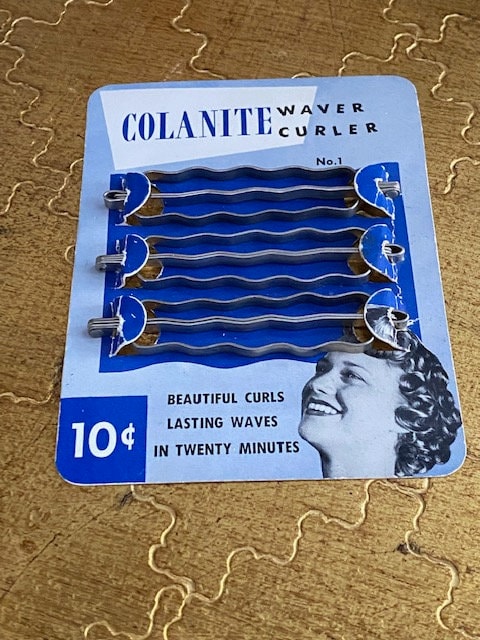 COLANITE WAVER
CURLER
No.1
BEAUTIFUL CURLS
LASTING WAVES
IN TWENTY MINUTES
10¢